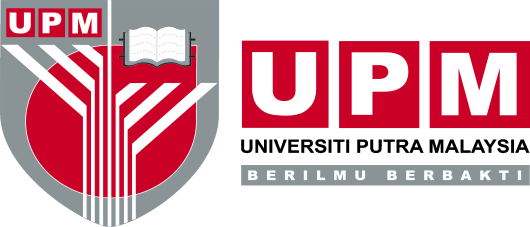 UPM
UPM
UNIVERSITI PUTRA MALAYSIA
BERILMU BERBAKTI